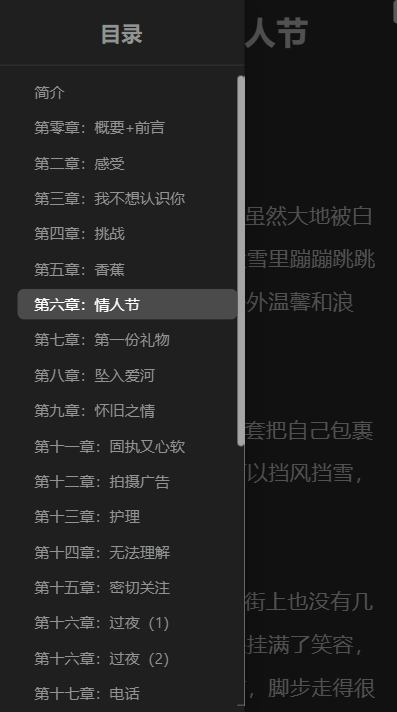 目录
人节
简介
第零章：概要+前言
第二章：感受
第三章：我不想认识你
虽然大地被白
第四章：挑战
雪里蹦蹦跳跳
第五章：香蕉
第六章：情人节
外温馨和浪
第七章：第一份礼物
第八章：坠入爱河
第九章：怀旧之情
套把自己包裹
第十一章：固执又心软
以挡风挡雪，
第十二章：拍摄广告
第十三章：护理
第十四章：无法理解
第十五章：密切关注
街上也没有几
第十六章：过夜（1）
挂满了笑容，
第十六章：过夜（2）
第十七章：电话
，脚步走得很